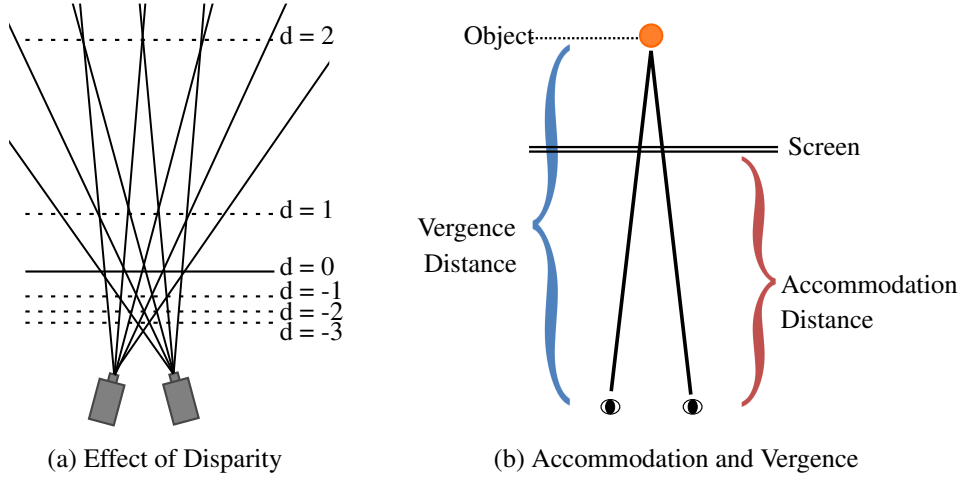 d = 2
d = 1
d = 0
d = -1
d = -2
d = -3
(a) Effect of Disparity
Object
Screen
Vergence
Distance
Accommodation
Distance
(b) Accommodation and Vergence